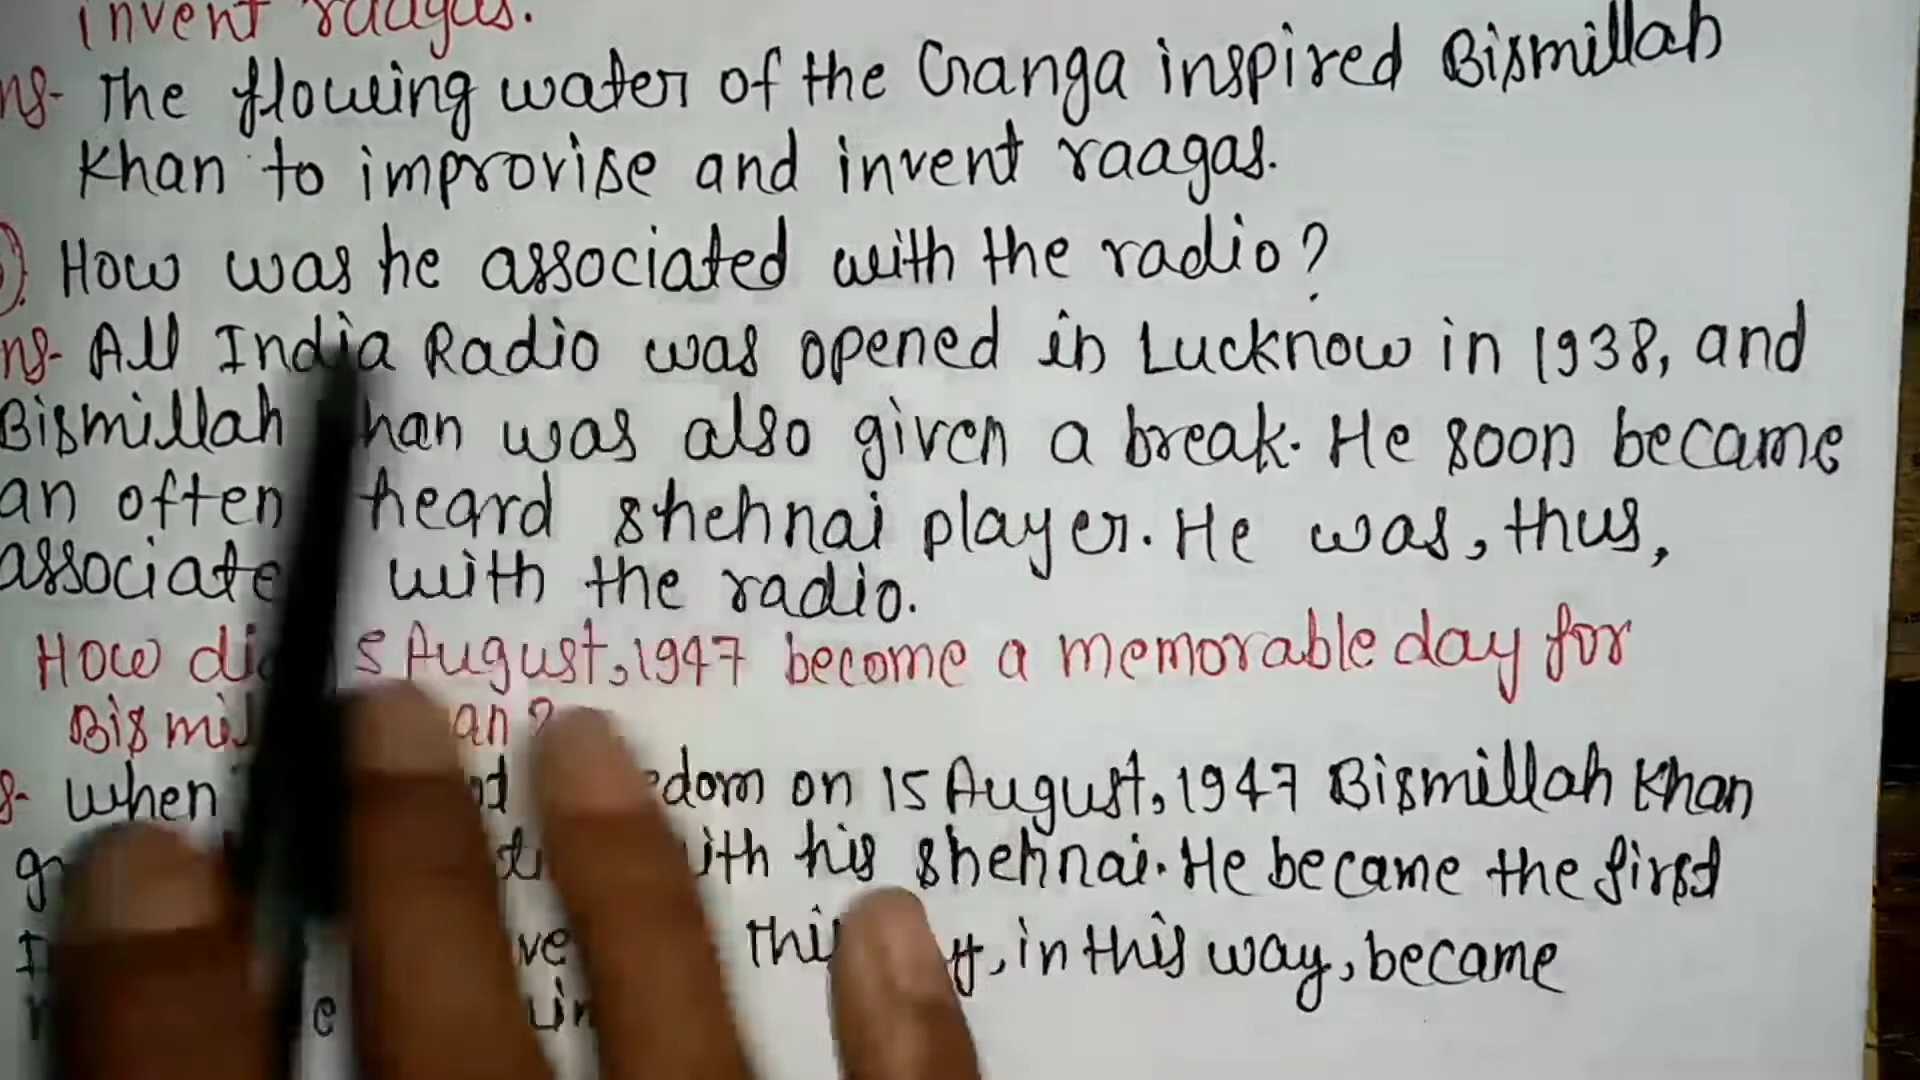 invent raagas.
ns- The flowing water of the Ganga inspired Bismillah
Khan to improvise and invent raagas.
How was he associated with the radio?
ns- All India Radio was opened in Lucknow in 1938, and
Bismillah han was also given a break. He soon became
an often heard shehnai player. He was, thus,
associate with the radio.
How di 5 August, 1947 become a memorable day for
Bismil an?
s- When edom on 15 August, 1947 Bismillah Khan
gr ith his shehnai. He became the first
I ve thi y, in this way, became